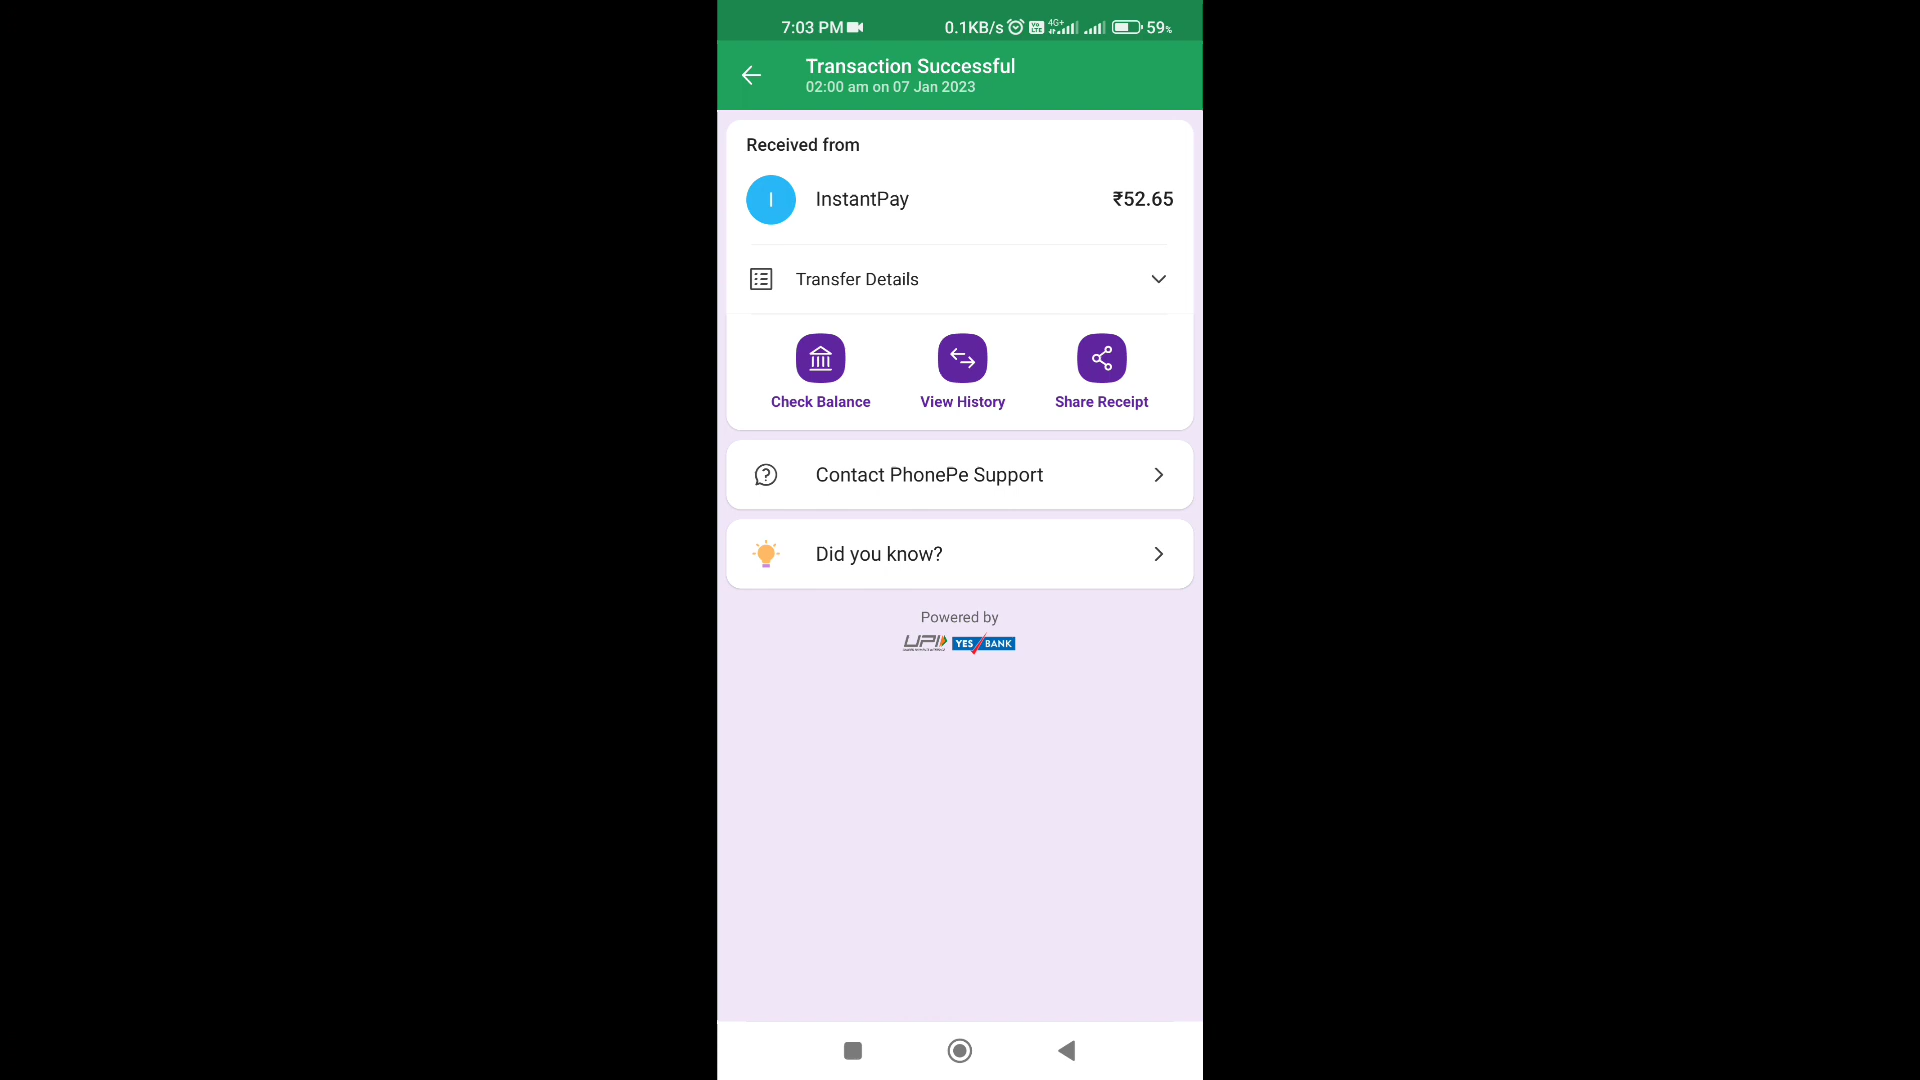 7:03 PM 0.1KB/s 4G+ 59%
Transaction Successful
02:00 am on 07 Jan 2023
Received from
I InstantPay ₹52.65
Transfer Details
Check Balance View History Share Receipt
Contact PhonePe Support
Did you know?
Powered by
UPI YES BANK